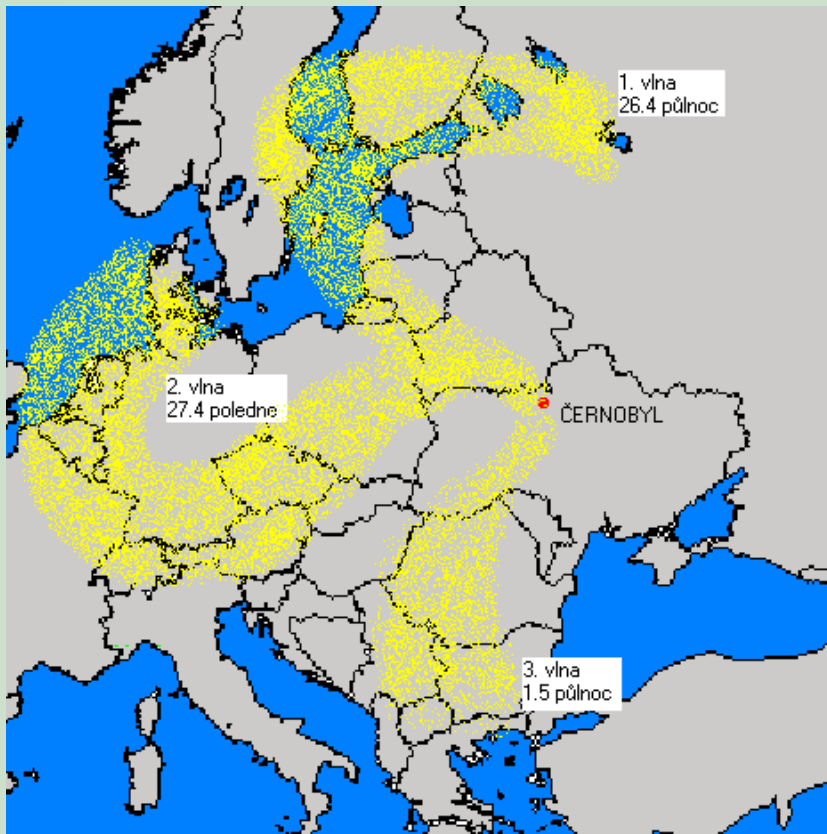 1. vlna
26.4 půlnoc
2. vlna
27.4 poledne
ČERNOBYL
3. vlna
1.5 půlnoc